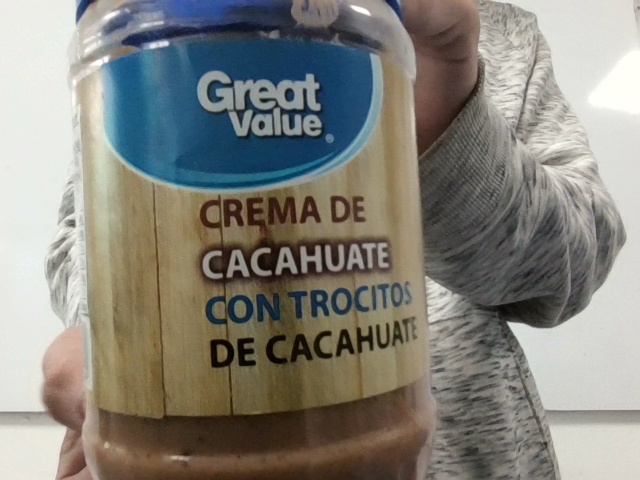 Great
Value®
CREMA DE
CACAHUATE
CON TROCITOS
DE CACAHUATE